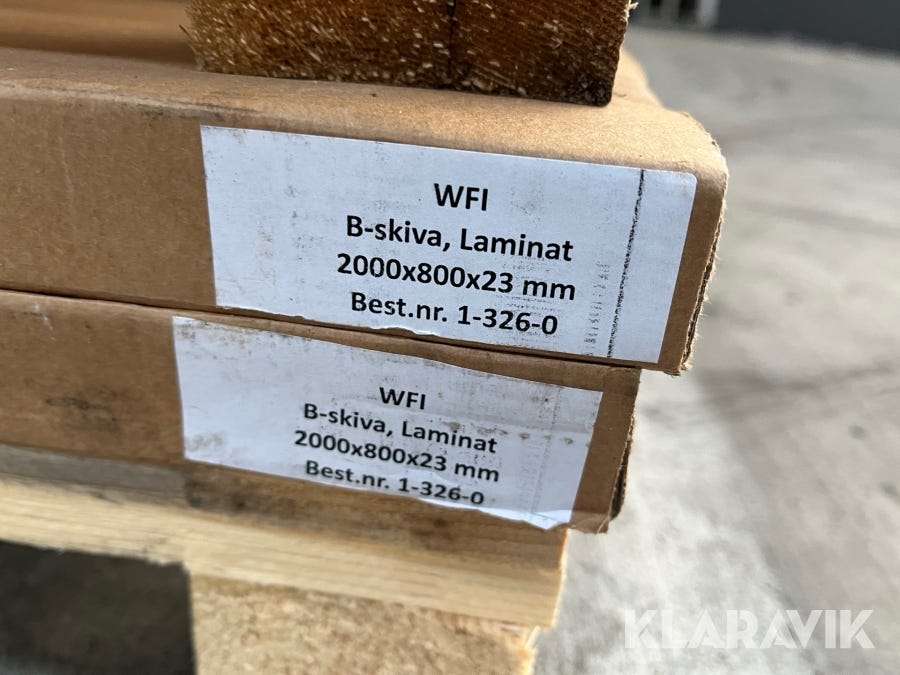 WFI
B-skiva, Laminat
2000x800x23 mm
Best.nr. 1-326-0
WFI
B-skiva, Laminat
2000x800x23 mm
Best.nr. 1-326-0
KLARAVIK